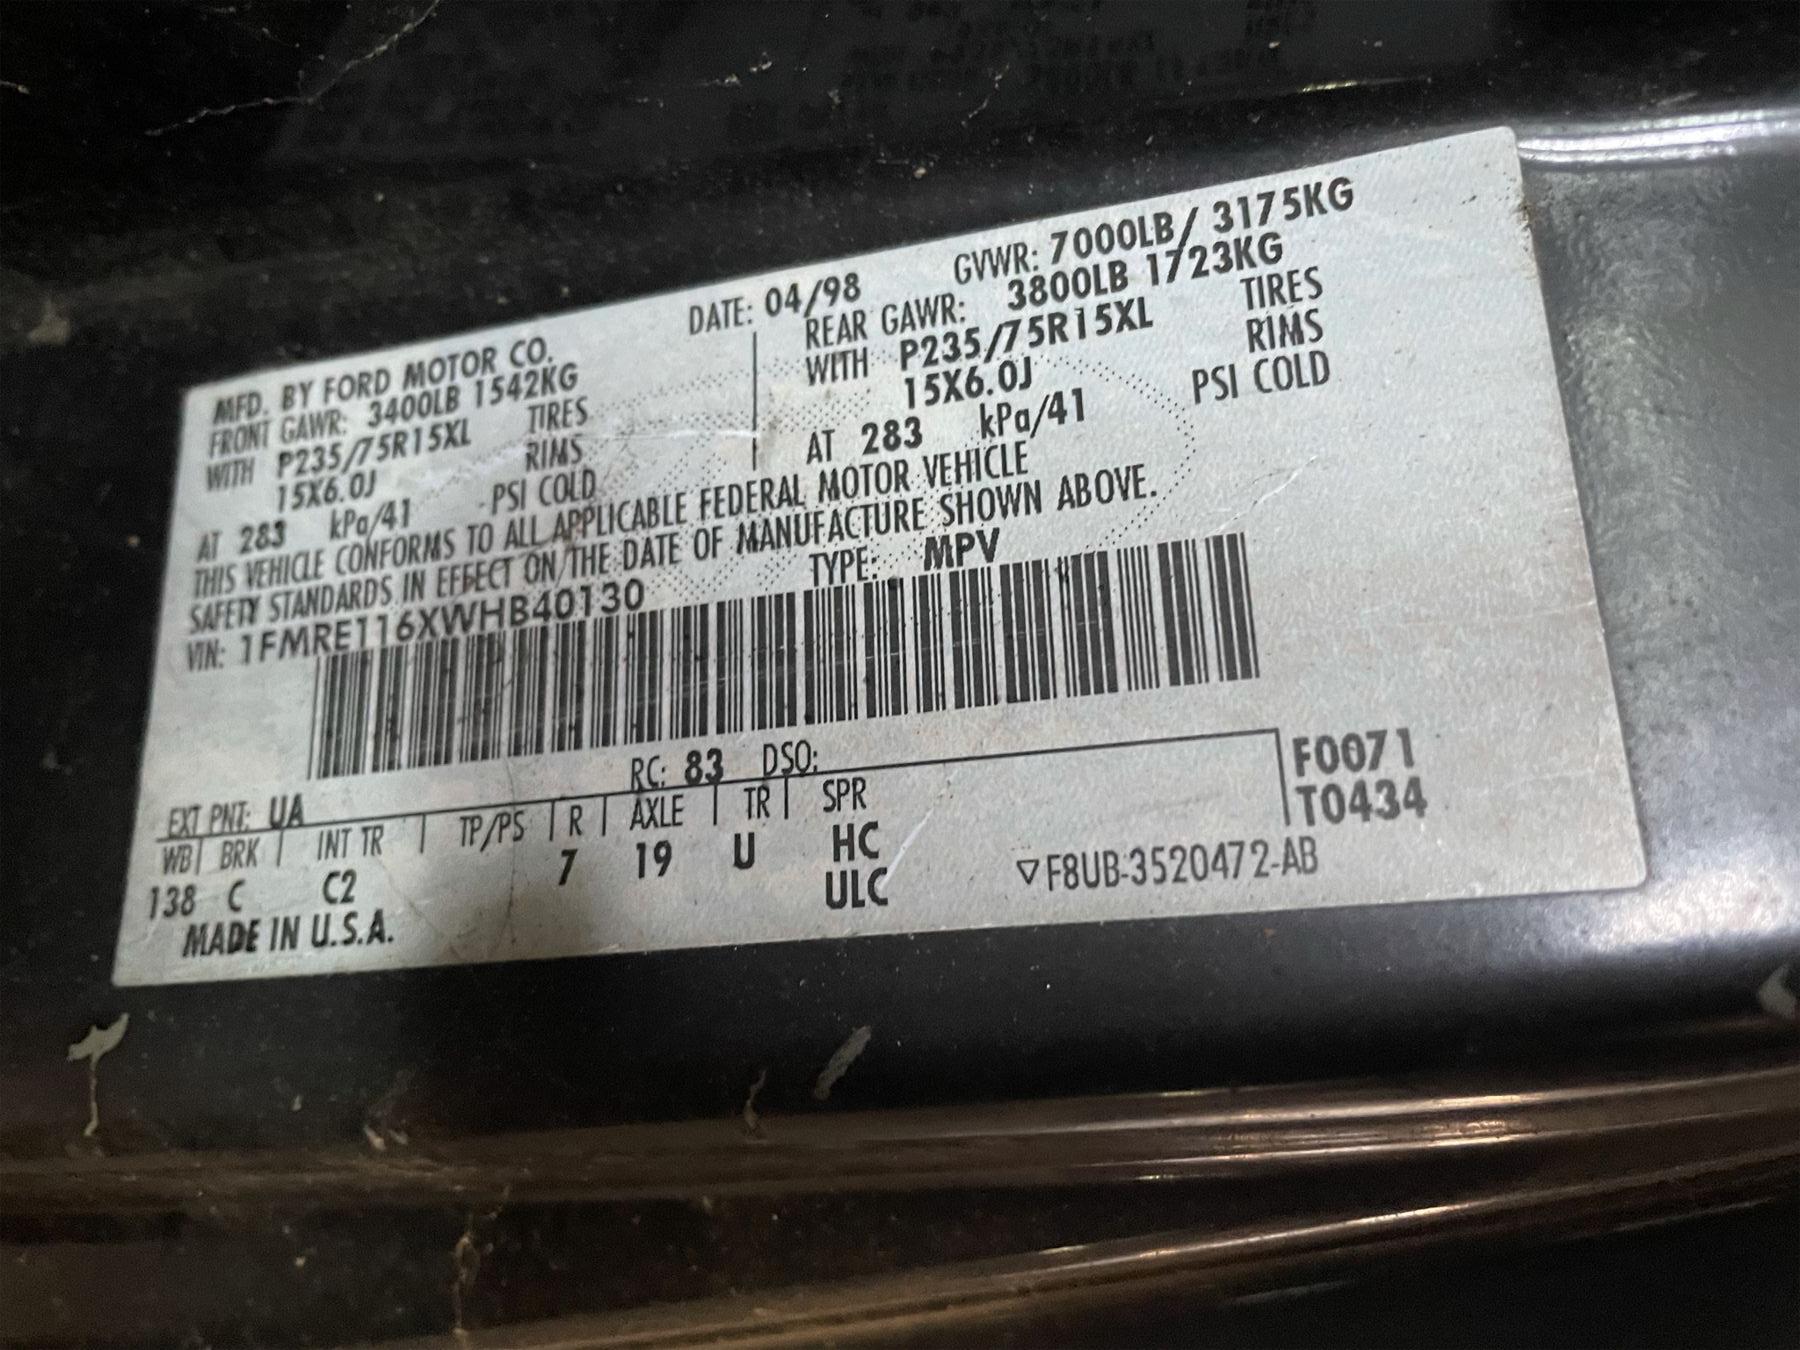 MFD. BY FORD MOTOR CO.
DATE: 04/98
GVWR: 7000LB/ 3175KG
FRONT GAWR: 3400LB 1542KG
WITH P235/75R15XL TIRES
15X6.0J RIMS
AT 283 kPa/41 PSI COLD
REAR GAWR: 3800LB 1723KG
WITH P235/75R15XL TIRES
15X6.0J RIMS
AT 283 kPa/41 PSI COLD
THIS VEHICLE CONFORMS TO ALL APPLICABLE FEDERAL MOTOR VEHICLE
SAFETY STANDARDS IN EFFECT ON THE DATE OF MANUFACTURE SHOWN ABOVE.
VIN: 1FMRE116XWHB40130
TYPE: MPV
EXT PNT: UA
RC: 83 DSO:
F0071
T0434
WB BRK INT TR TP/PS R AXLE TR SPR
138 C C2 7 19 U HC
ULC
MADE IN U.S.A.
▽F8UB-3520472-AB